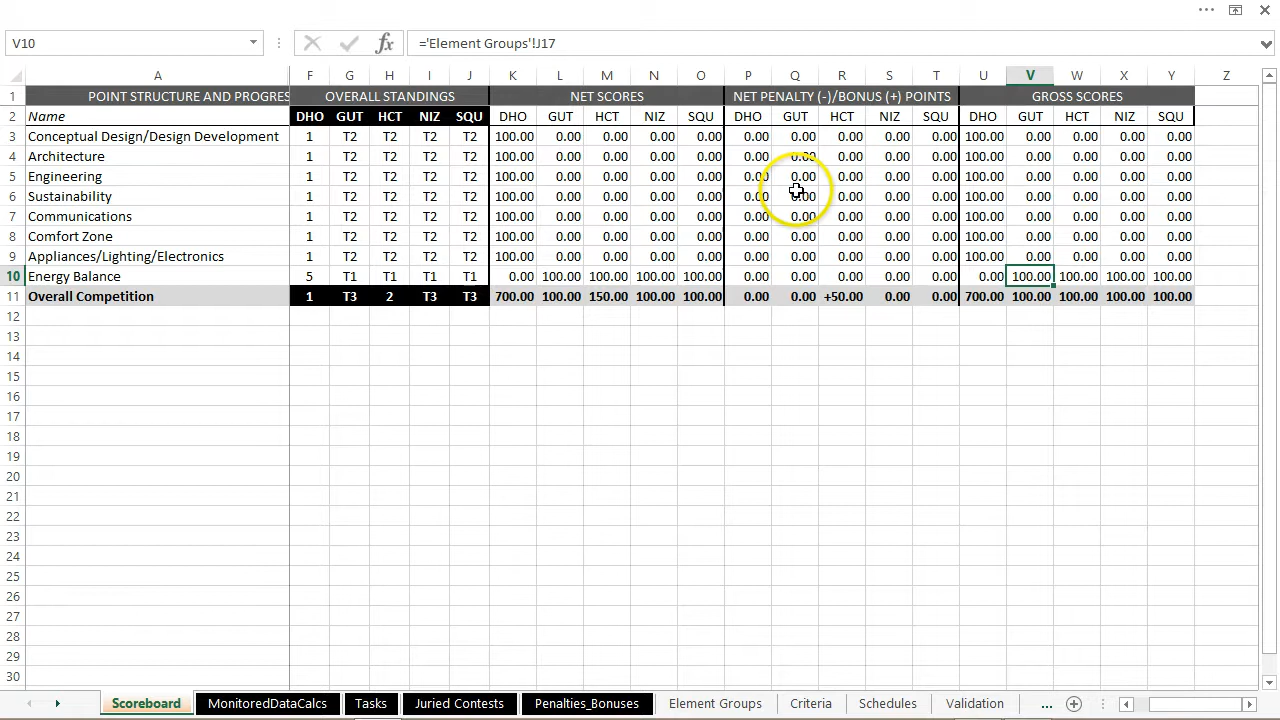 V10 ='Element Groups'!J17
A F G H I J K L M N O P Q R S T U V W X Y Z
1 POINT STRUCTURE AND PROGRES OVERALL STANDINGS NET SCORES NET PENALTY (-)/BONUS (+) POINTS GROSS SCORES
2 Name DHO GUT HCT NIZ SQU DHO GUT HCT NIZ SQU DHO GUT HCT NIZ SQU DHO GUT HCT NIZ SQU
3 Conceptual Design/Design Development 1 T2 T2 T2 T2 100.00 0.00 0.00 0.00 0.00 0.00 0.00 0.00 0.00 0.00 100.00 0.00 0.00 0.00 0.00
4 Architecture 1 T2 T2 T2 T2 100.00 0.00 0.00 0.00 0.00 0.00 0.00 0.00 0.00 0.00 100.00 0.00 0.00 0.00 0.00
5 Engineering 1 T2 T2 T2 T2 100.00 0.00 0.00 0.00 0.00 0.00 0.00 0.00 0.00 0.00 100.00 0.00 0.00 0.00 0.00
6 Sustainability 1 T2 T2 T2 T2 100.00 0.00 0.00 0.00 0.00 0.00 0.00 0.00 0.00 0.00 100.00 0.00 0.00 0.00 0.00
7 Communications 1 T2 T2 T2 T2 100.00 0.00 0.00 0.00 0.00 0.00 0.00 0.00 0.00 0.00 100.00 0.00 0.00 0.00 0.00
8 Comfort Zone 1 T2 T2 T2 T2 100.00 0.00 0.00 0.00 0.00 0.00 0.00 0.00 0.00 0.00 100.00 0.00 0.00 0.00 0.00
9 Appliances/Lighting/Electronics 1 T2 T2 T2 T2 100.00 0.00 0.00 0.00 0.00 0.00 0.00 0.00 0.00 0.00 100.00 0.00 0.00 0.00 0.00
10 Energy Balance 5 T1 T1 T1 T1 0.00 100.00 100.00 100.00 100.00 0.00 0.00 0.00 0.00 0.00 0.00 100.00 100.00 100.00 100.00
11 Overall Competition 1 T3 2 T3 T3 700.00 100.00 150.00 100.00 100.00 0.00 0.00 +50.00 0.00 0.00 700.00 100.00 100.00 100.00 100.00
12
13
14
15
16
17
18
19
20
21
22
23
24
25
26
27
28
29
30
Scoreboard MonitoredDataCalcs Tasks Juried Contests Penalties_Bonuses Element Groups Criteria Schedules Validation ...